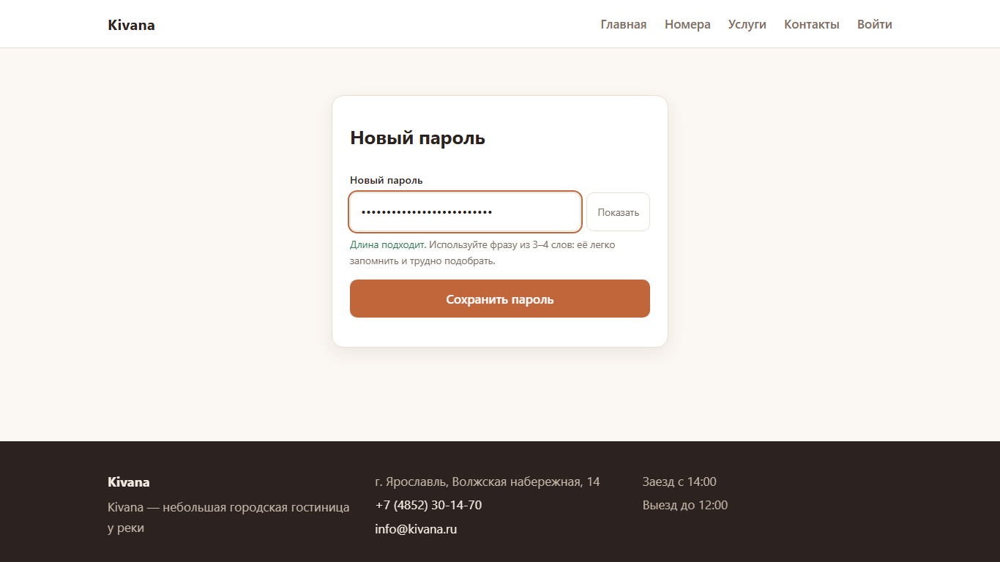 Kivana
Главная Номера Услуги Контакты Войти
Новый пароль
Новый пароль
••••••••••••••••••••••••••
Показать
Длина подходит. Используйте фразу из 3–4 слов: её легко
запомнить и трудно подобрать.
Сохранить пароль
Kivana
Kivana — небольшая городская гостиница
у реки
г. Ярославль, Волжская набережная, 14
+7 (4852) 30-14-70
info@kivana.ru
Заезд с 14:00
Выезд до 12:00